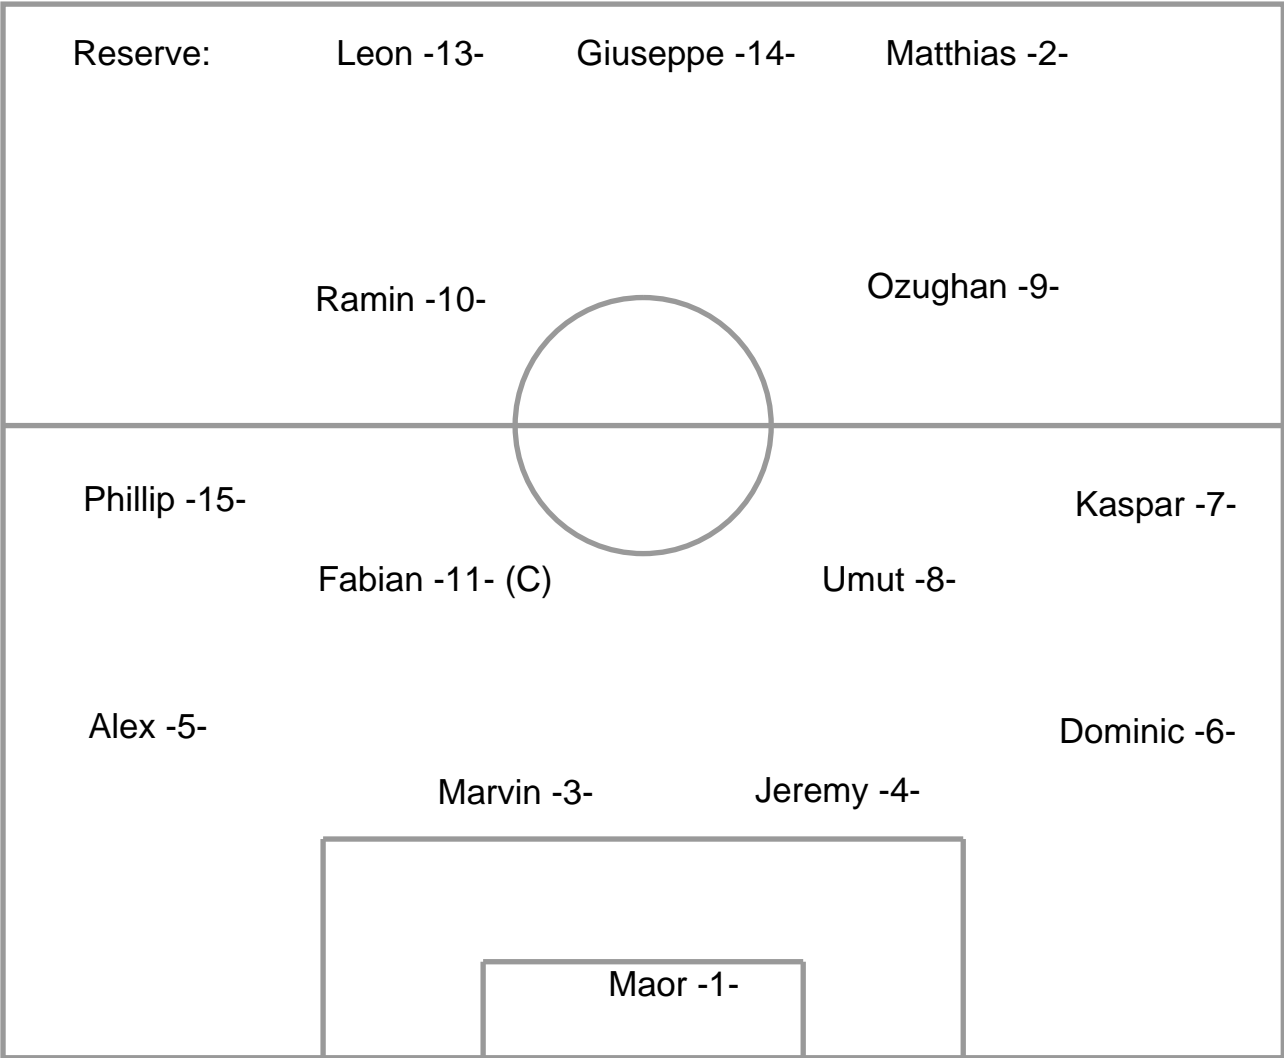 Reserve: Leon -13- Giuseppe -14- Matthias -2-
Ramin -10- Ozughan -9-
Phillip -15- Kaspar -7-
Fabian -11- (C) Umut -8-
Alex -5- Dominic -6-
Marvin -3- Jeremy -4-
Maor -1-